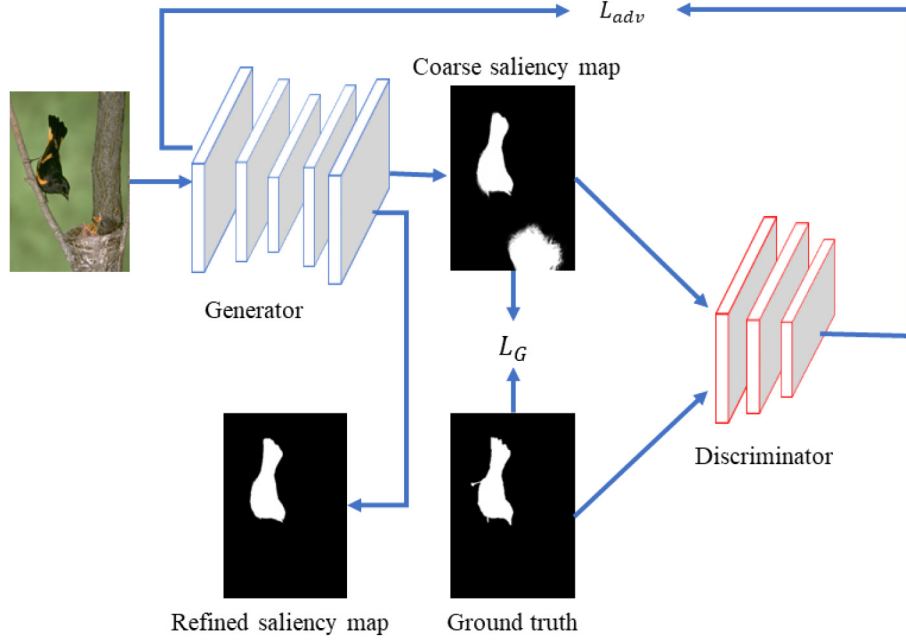 L_adv
Coarse saliency map
Generator
L_G
Discriminator
Refined saliency map
Ground truth